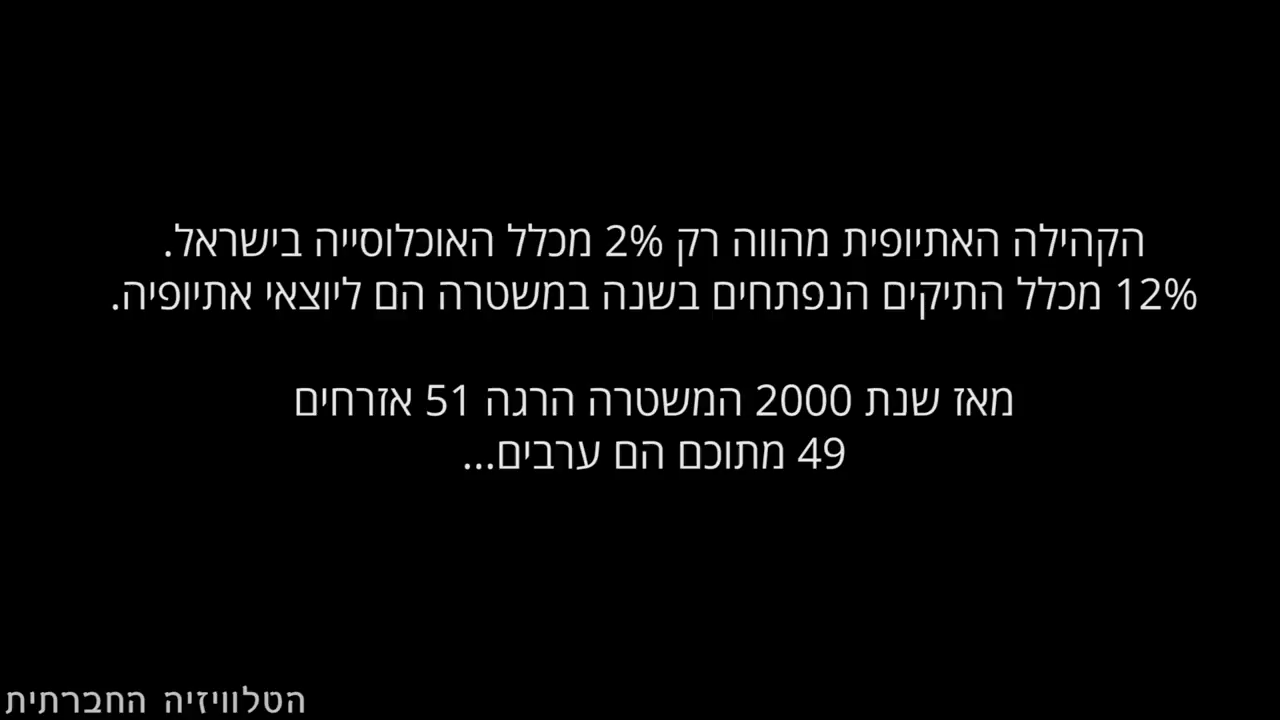 הקהילה האתיופית מהווה רק 2% מכלל האוכלוסייה בישראל.
12% מכלל התיקים הנפתחים בשנה במשטרה הם ליוצאי אתיופיה.
מאז שנת 2000 המשטרה הרגה 51 אזרחים
49 מתוכם הם ערבים...
הטלוויזיה החברתית